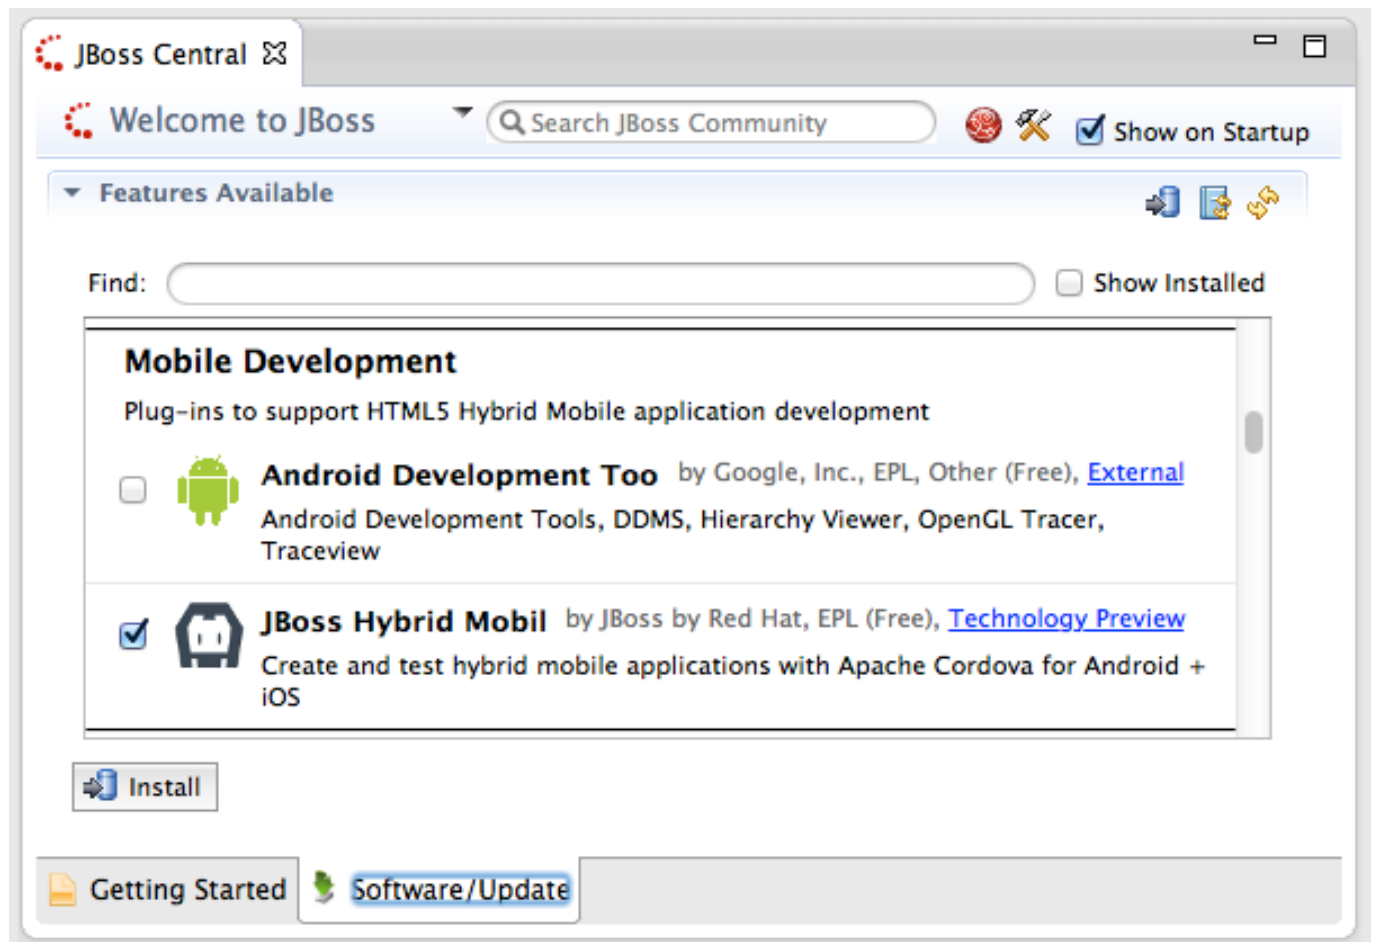 JBoss Central
Welcome to JBoss
Search JBoss Community
Show on Startup
Features Available
Find:
Show Installed
Mobile Development
Plug-ins to support HTML5 Hybrid Mobile application development
Android Development Too by Google, Inc., EPL, Other (Free), External
Android Development Tools, DDMS, Hierarchy Viewer, OpenGL Tracer,
Traceview
JBoss Hybrid Mobil by JBoss by Red Hat, EPL (Free), Technology Preview
Create and test hybrid mobile applications with Apache Cordova for Android +
iOS
Install
Getting Started
Software/Update